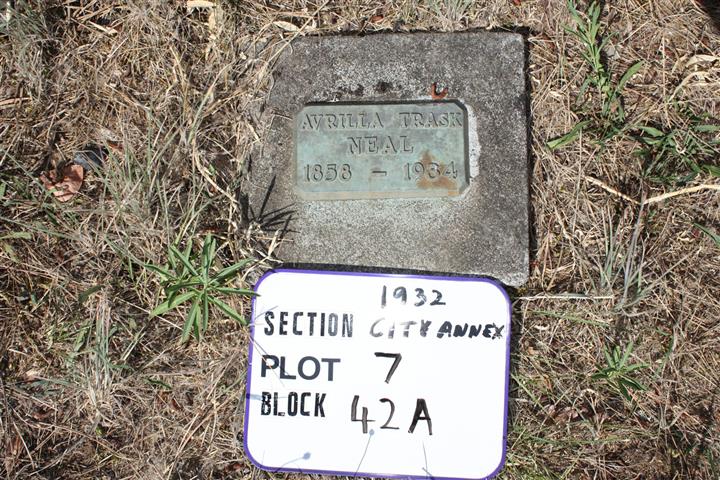 AVRILLA TRASK
NEAL
1858 – 1934
1932
SECTION CITY ANNEX
PLOT 7
BLOCK 42A